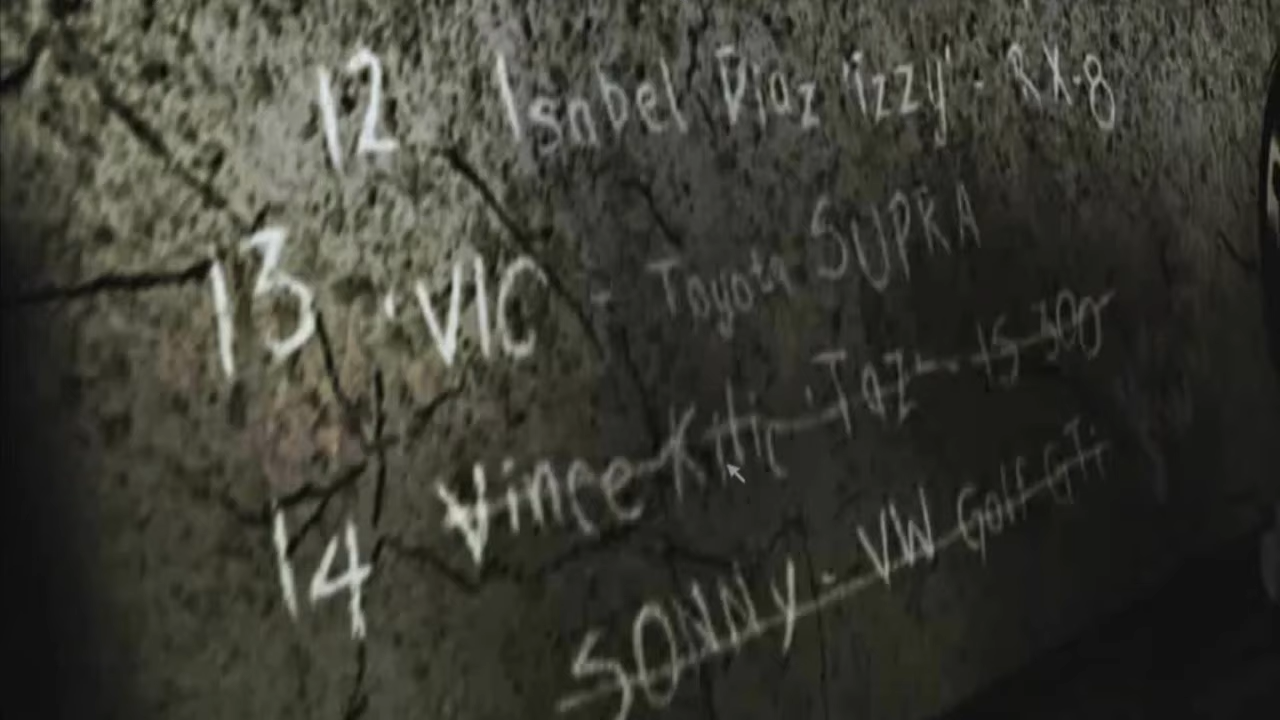 12 Isabel Diaz 'izzy' - RX-8
13 'VIC - Toyota SUPRA
14 Vince Kilic 'Taz - IS 300
SONNY - VW Golf GTi